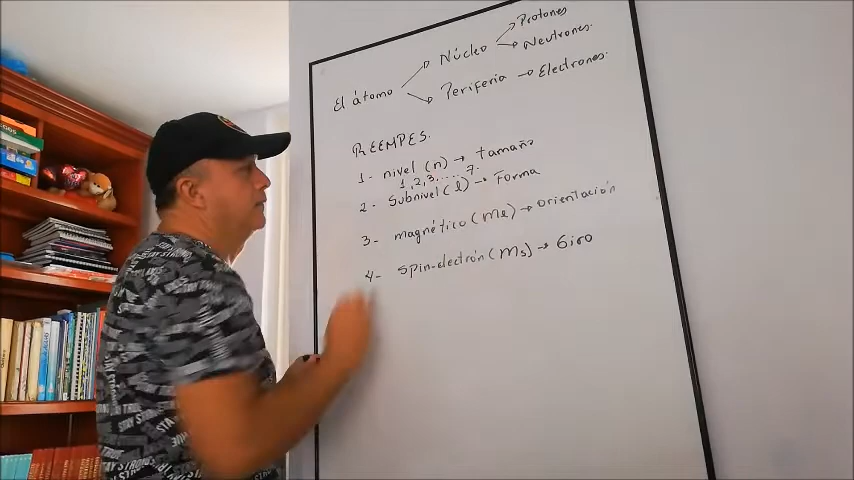 El átomo → Núcleo → Protones
→ Neutrones.
→ Periferia → Electrones.
REEMPES.
1- nivel (n) → Tamaño
1,2,3.....7.
2- Subnivel (l) → Forma
3- magnético (ml) → orientación
4- spin-electrón (ms) → Giro